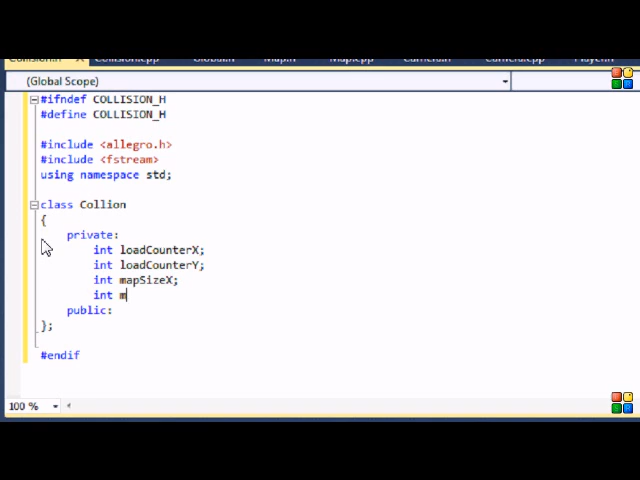 Collision.h Collision.cpp Global.h Map.h Map.cpp Camera.h Camera.cpp Player.h
(Global Scope)
#ifndef COLLISION_H
#define COLLISION_H
#include <allegro.h>
#include <fstream>
using namespace std;
class Collion
{
private:
int loadCounterX;
int loadCounterY;
int mapSizeX;
int m
public:
};
#endif
100 %